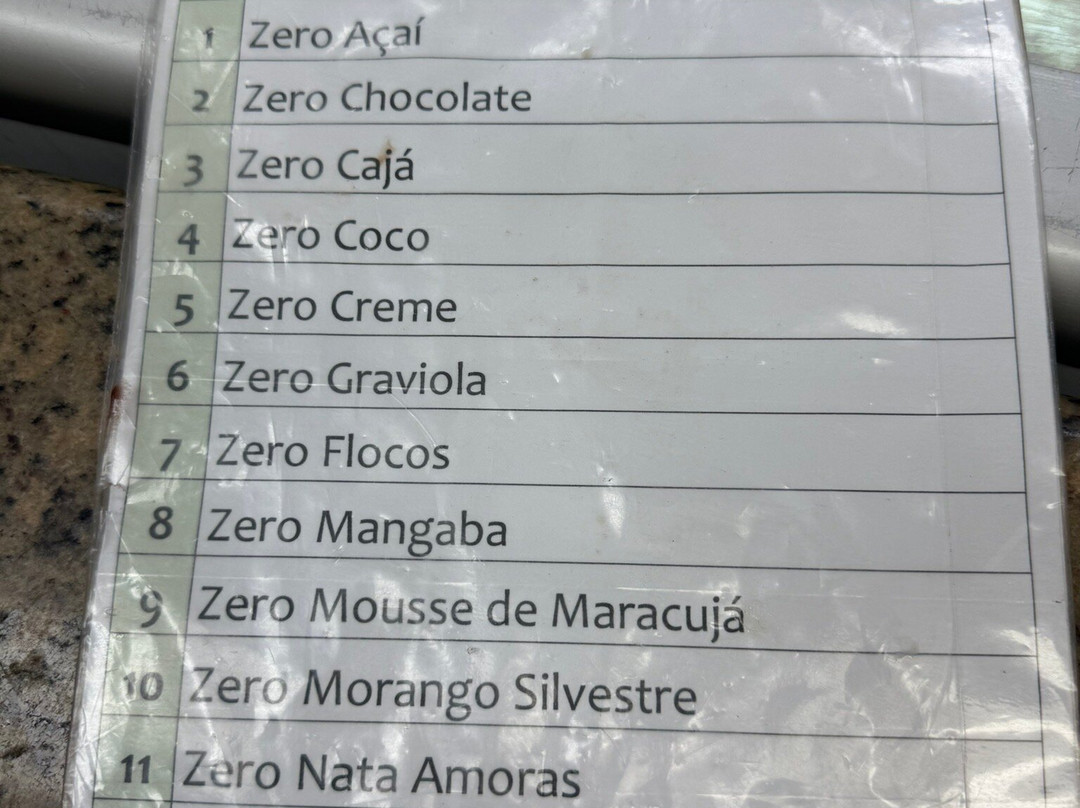 1 Zero Açaí
2 Zero Chocolate
3 Zero Cajá
4 Zero Coco
5 Zero Creme
6 Zero Graviola
7 Zero Flocos
8 Zero Mangaba
9 Zero Mousse de Maracujá
10 Zero Morango Silvestre
11 Zero Nata Amoras